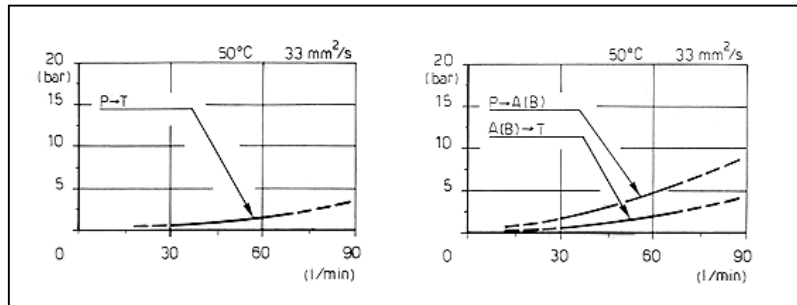 50°C 33 mm²/s
20
(bar)
15
10
5
0
P→T
30 60 90
(l/min)
50°C 33 mm²/s
20
(bar)
15
10
5
0
P→A(B)
A(B)→T
30 60 90
(l/min)